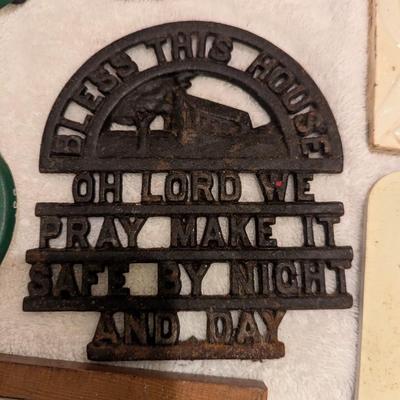 BLESS THIS HOUSE
OH LORD WE
PRAY MAKE IT
SAFE BY NIGHT
AND DAY